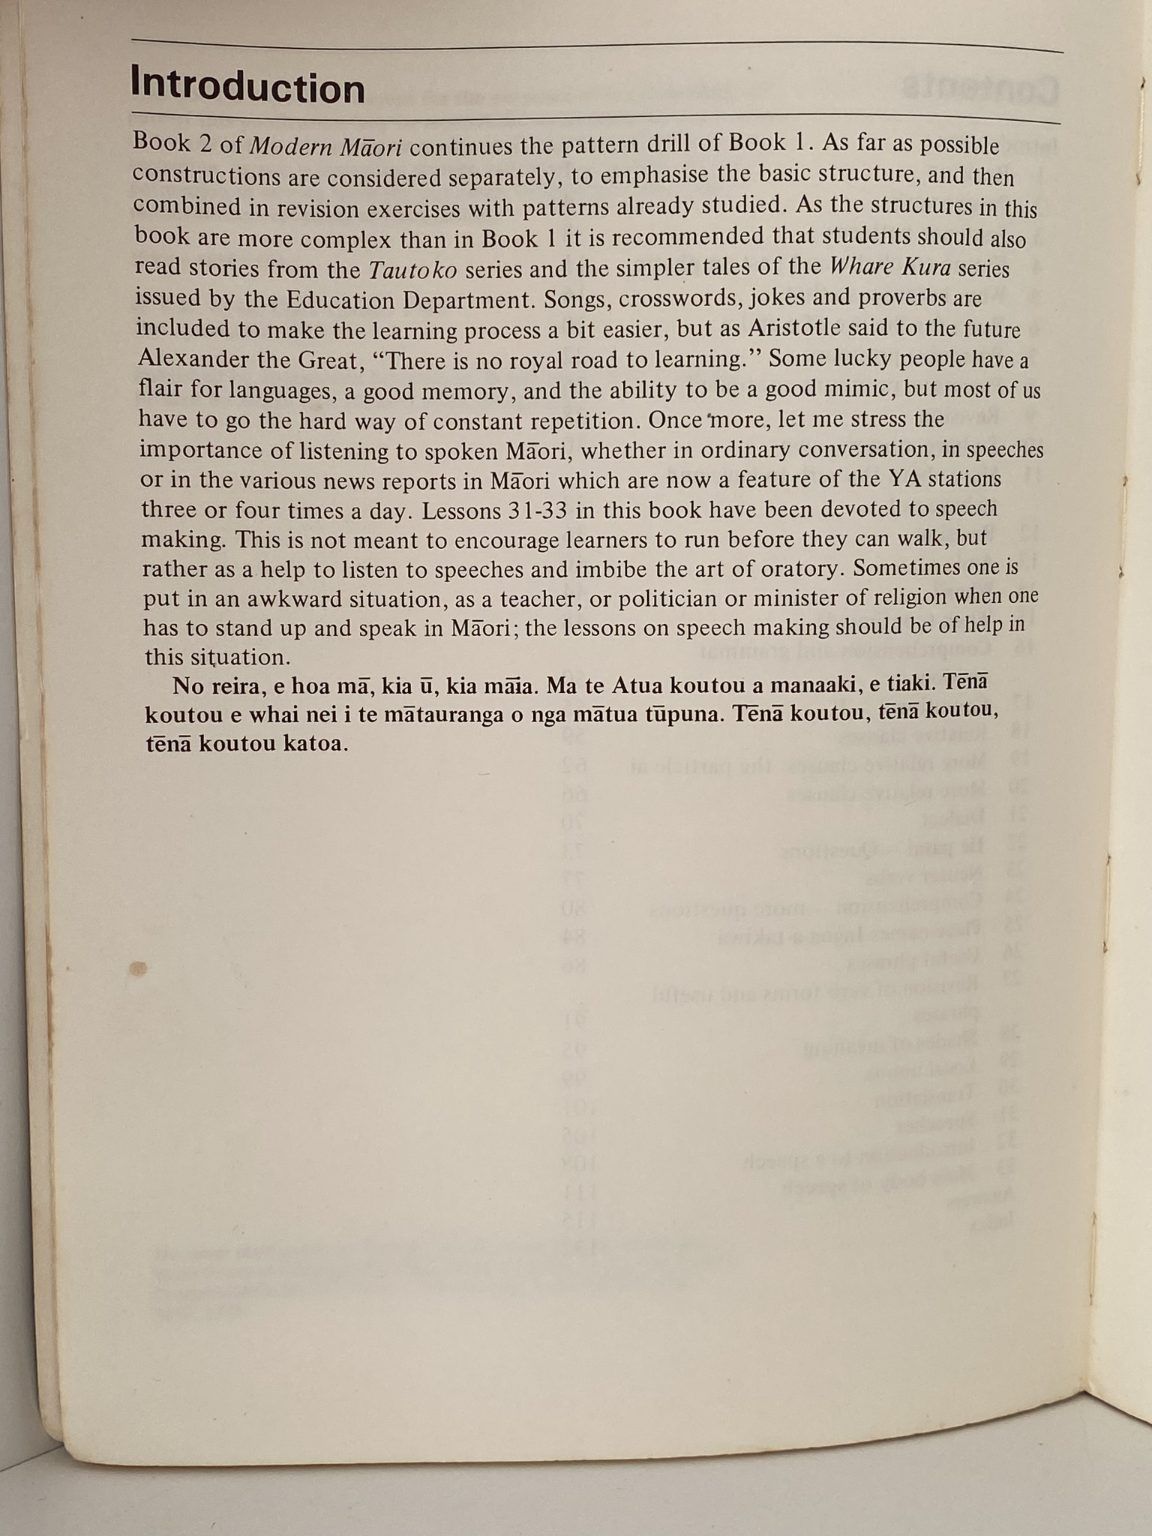 Introduction
Book 2 of Modern Māori continues the pattern drill of Book 1. As far as possible
constructions are considered separately, to emphasise the basic structure, and then
combined in revision exercises with patterns already studied. As the structures in this
book are more complex than in Book 1 it is recommended that students should also
read stories from the Tautoko series and the simpler tales of the Whare Kura series
issued by the Education Department. Songs, crosswords, jokes and proverbs are
included to make the learning process a bit easier, but as Aristotle said to the future
Alexander the Great, “There is no royal road to learning.” Some lucky people have a
flair for languages, a good memory, and the ability to be a good mimic, but most of us
have to go the hard way of constant repetition. Once more, let me stress the
importance of listening to spoken Māori, whether in ordinary conversation, in speeches
or in the various news reports in Māori which are now a feature of the YA stations
three or four times a day. Lessons 31-33 in this book have been devoted to speech
making. This is not meant to encourage learners to run before they can walk, but
rather as a help to listen to speeches and imbibe the art of oratory. Sometimes one is
put in an awkward situation, as a teacher, or politician or minister of religion when one
has to stand up and speak in Māori; the lessons on speech making should be of help in
this situation.
No reira, e hoa mā, kia ū, kia māia. Ma te Atua koutou a manaaki, e tiaki. Tēnā
koutou e whai nei i te mātauranga o nga mātua tūpuna. Tēnā koutou, tēnā koutou,
tēnā koutou katoa.